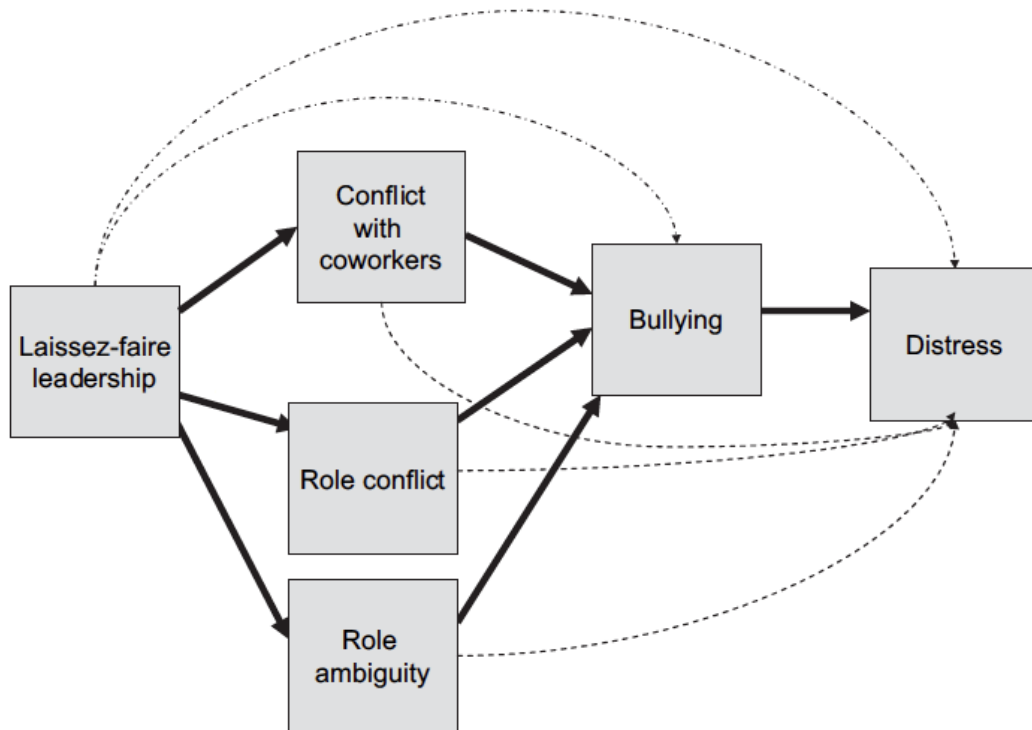 Conflict
with
coworkers
Laissez-faire
leadership
Bullying
Distress
Role conflict
Role
ambiguity